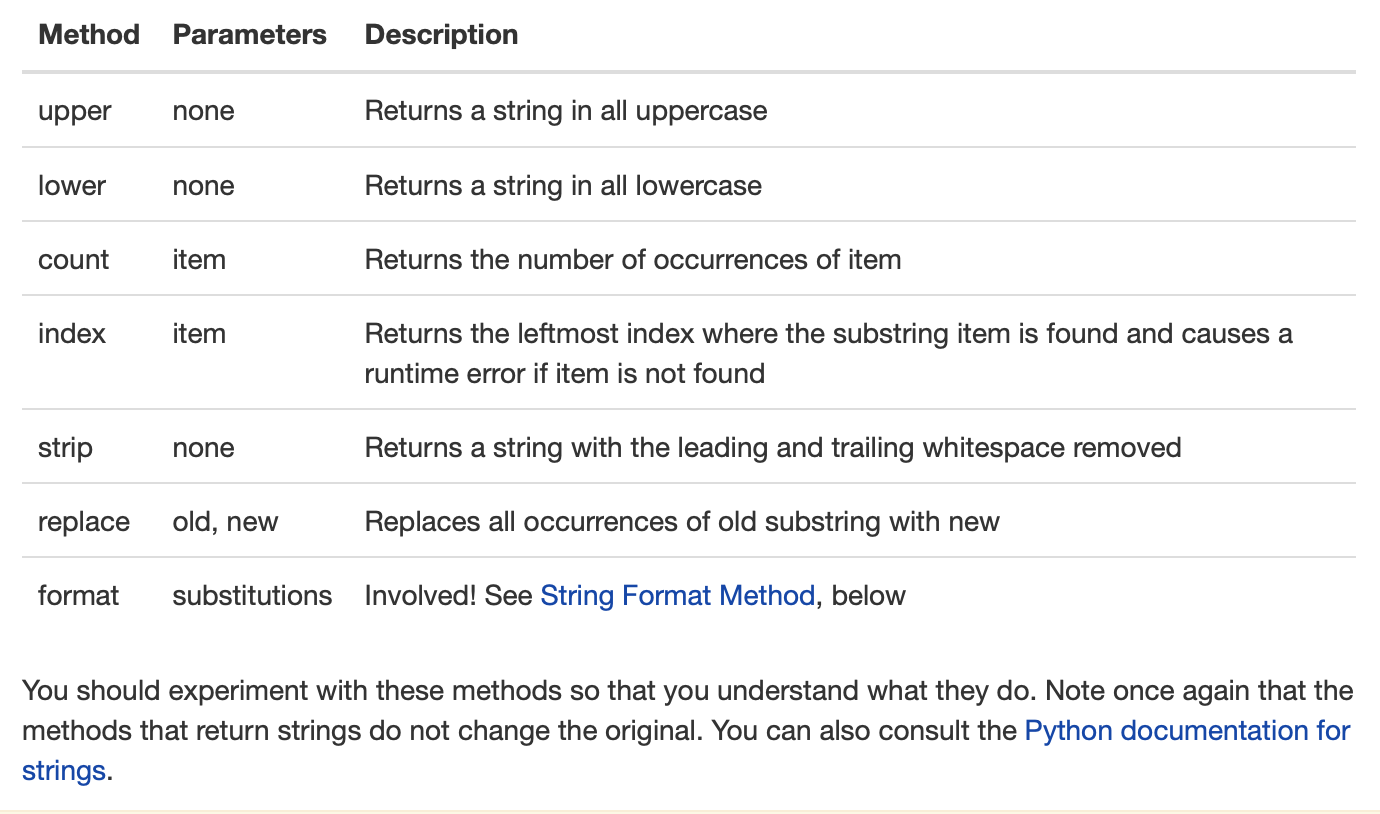 Method Parameters Description
upper none Returns a string in all uppercase
lower none Returns a string in all lowercase
count item Returns the number of occurrences of item
index item Returns the leftmost index where the substring item is found and causes a
runtime error if item is not found
strip none Returns a string with the leading and trailing whitespace removed
replace old, new Replaces all occurrences of old substring with new
format substitutions Involved! See String Format Method, below
You should experiment with these methods so that you understand what they do. Note once again that the
methods that return strings do not change the original. You can also consult the Python documentation for
strings.